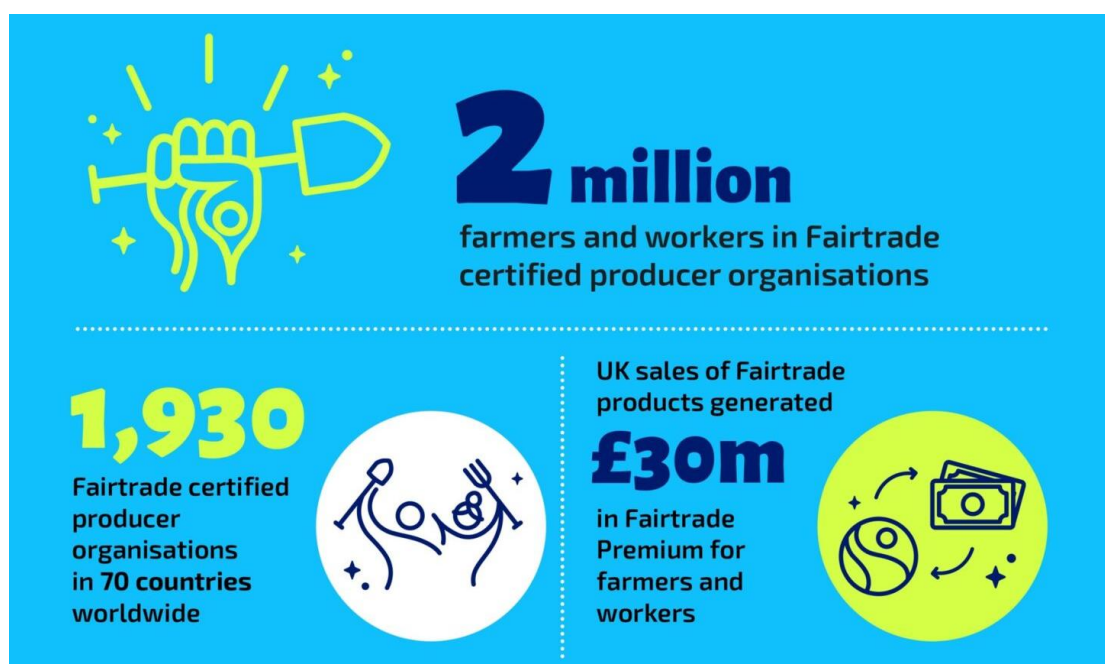 2 million
farmers and workers in Fairtrade
certified producer organisations
1,930
Fairtrade certified
producer
organisations
in 70 countries
worldwide
UK sales of Fairtrade
products generated
£30m
in Fairtrade
Premium for
farmers and
workers